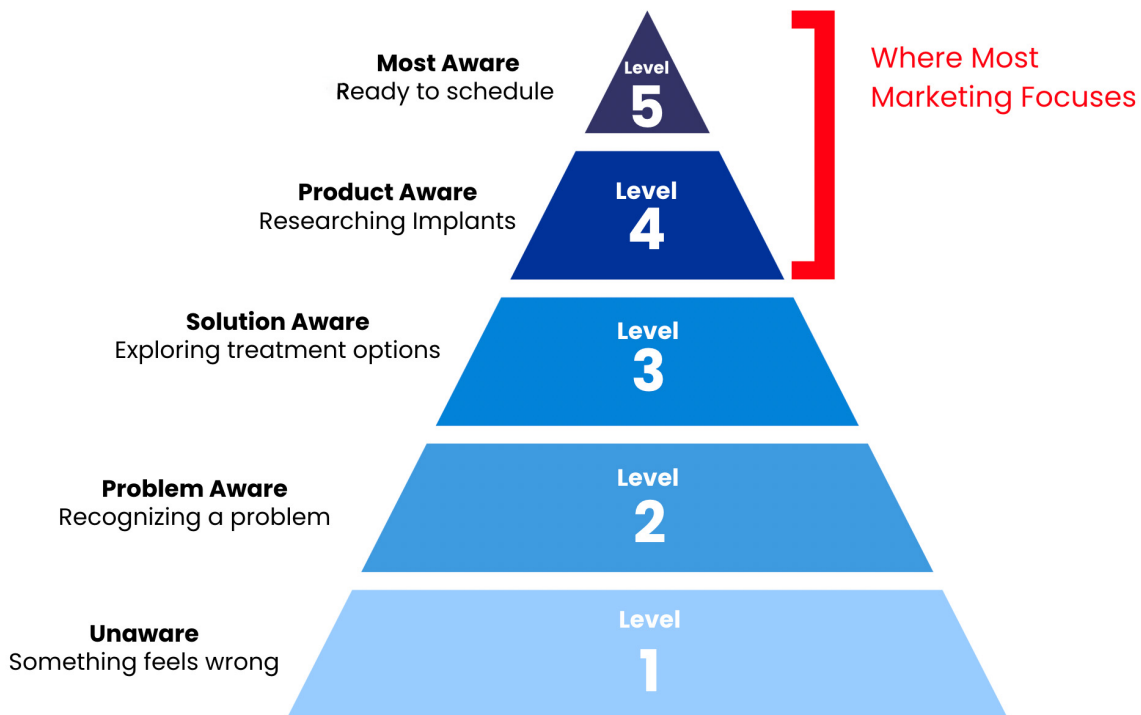 Most Aware
Ready to schedule
Level
5
Where Most
Marketing Focuses
Product Aware
Researching Implants
Level
4
Solution Aware
Exploring treatment options
Level
3
Problem Aware
Recognizing a problem
Level
2
Unaware
Something feels wrong
Level
1